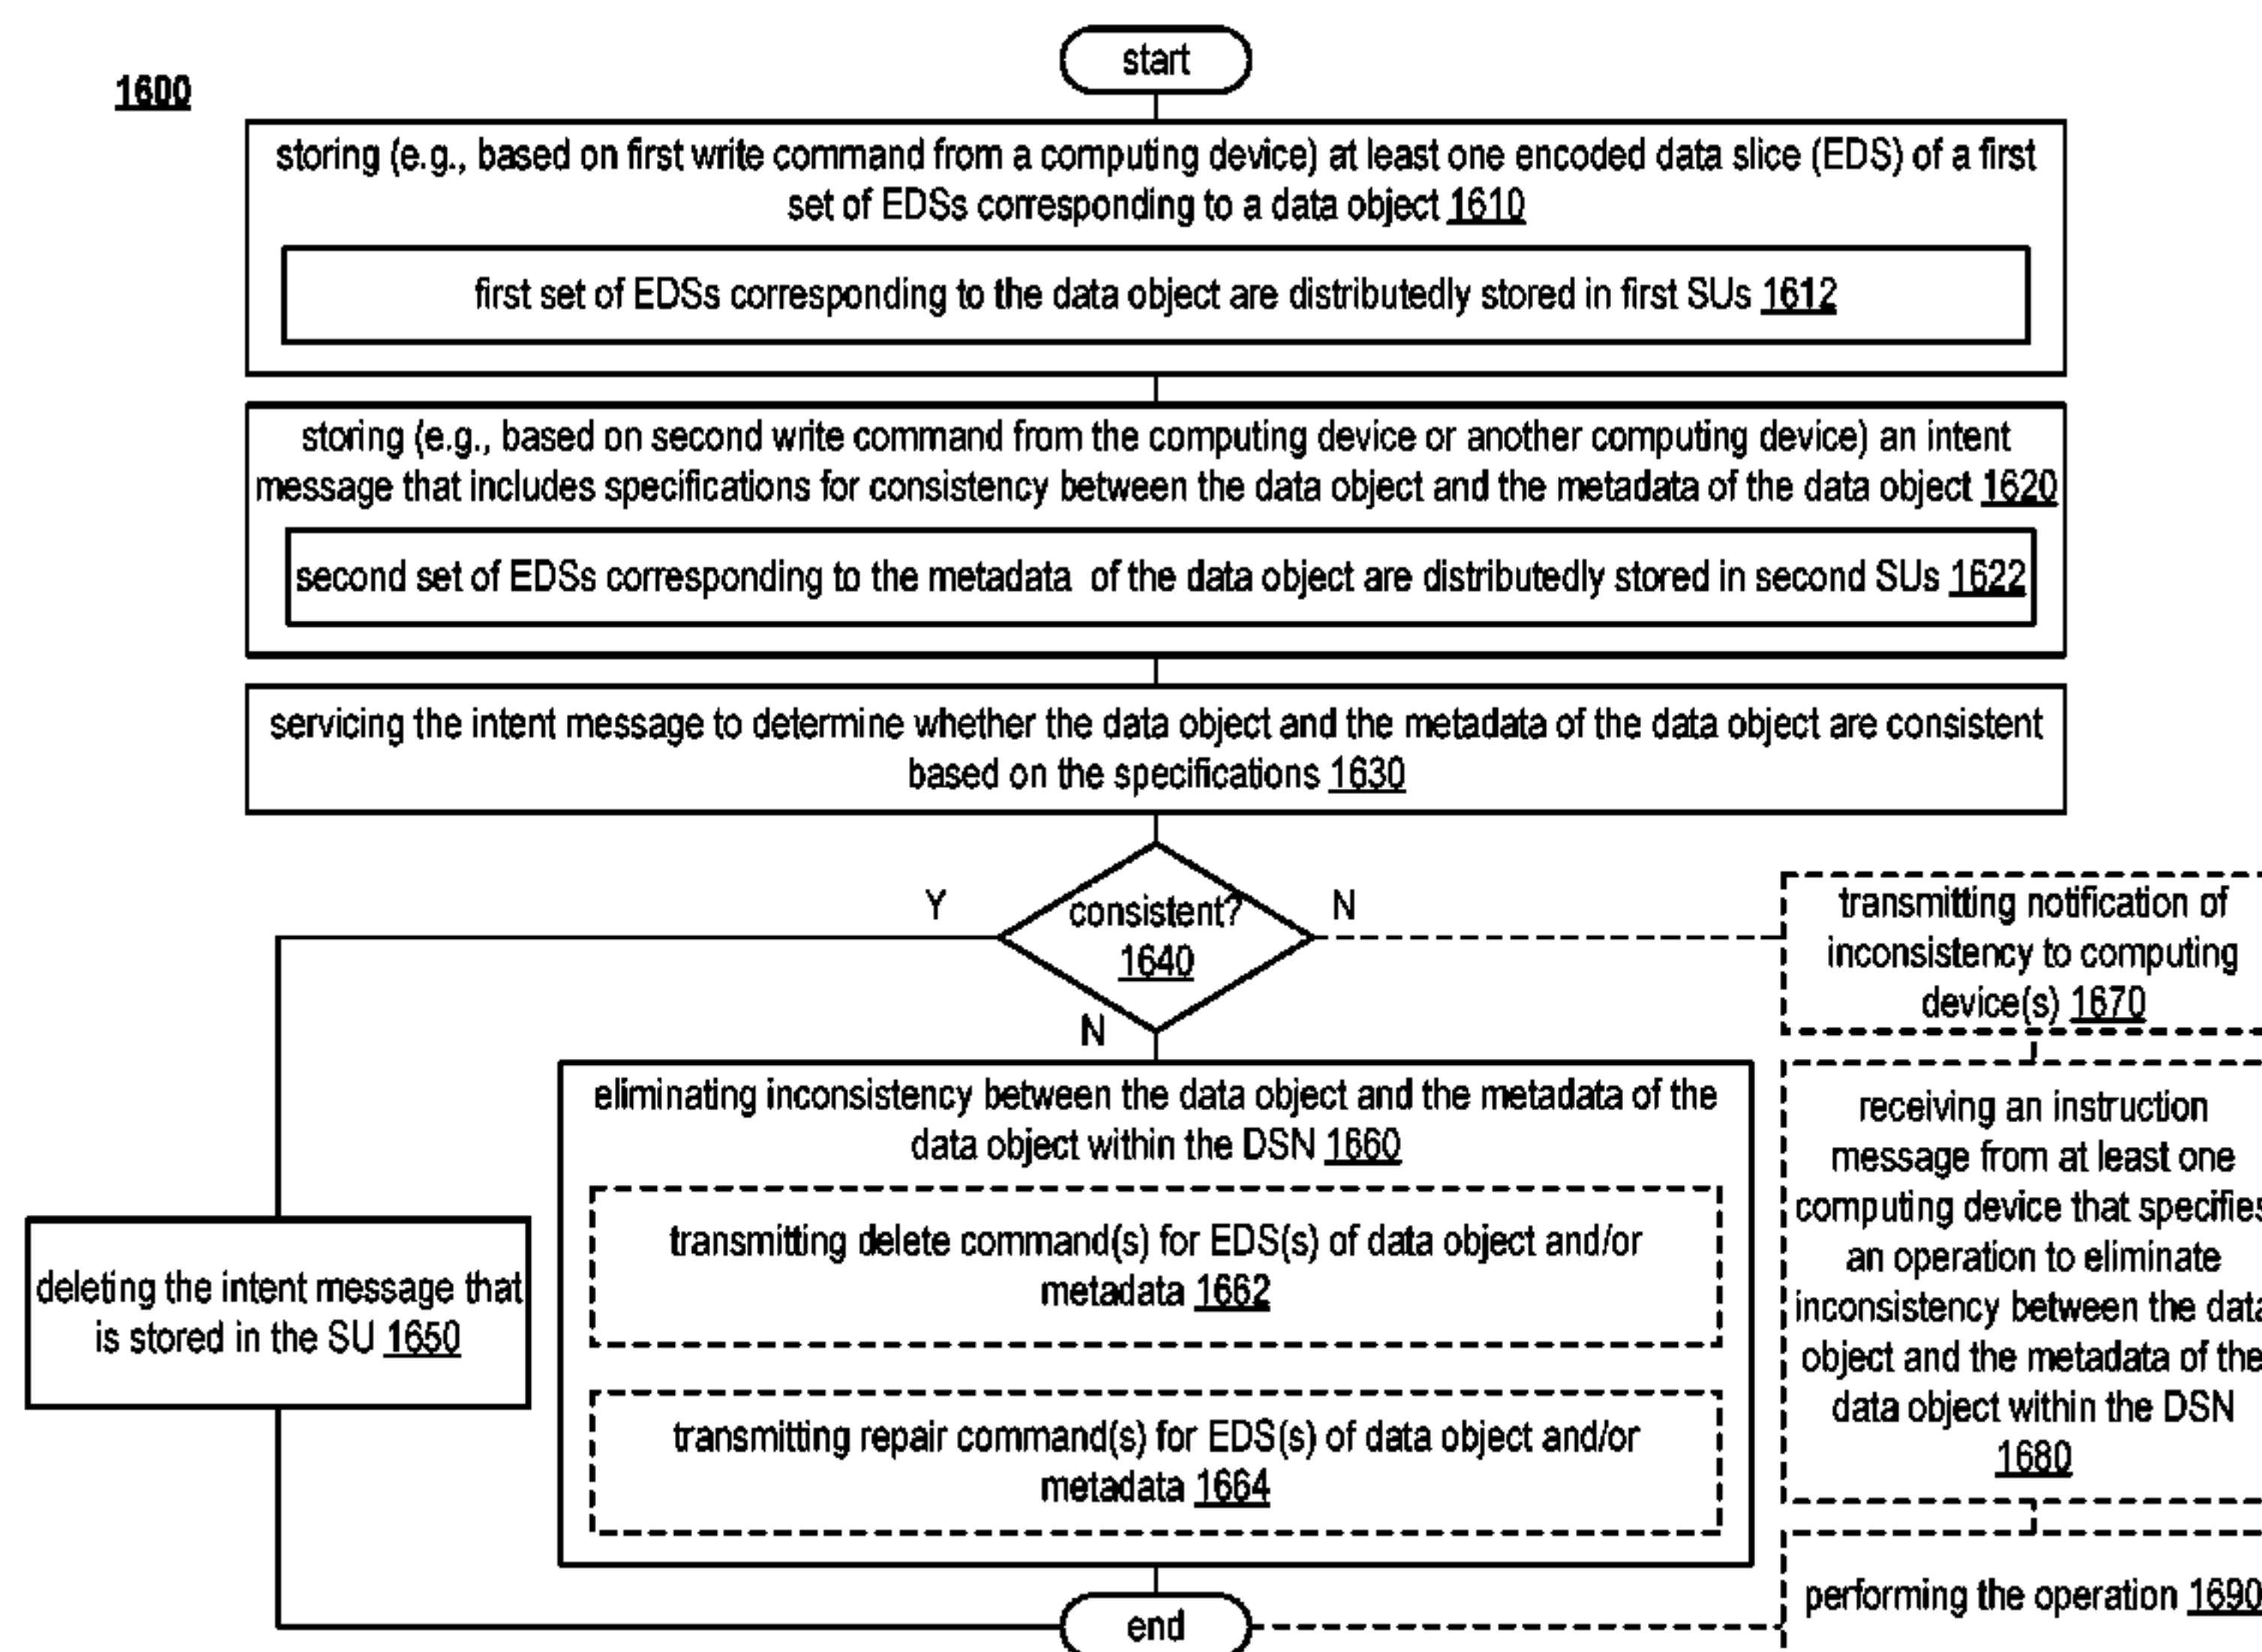 1600
start
storing (e.g., based on first write command from a computing device) at least one encoded data slice (EDS) of a first
set of EDSs corresponding to a data object 1610
first set of EDSs corresponding to the data object are distributedly stored in first SUs 1612
storing (e.g., based on second write command from the computing device or another computing device) an intent
message that includes specifications for consistency between the data object and the metadata of the data object 1620
second set of EDSs corresponding to the metadata of the data object are distributedly stored in second SUs 1622
servicing the intent message to determine whether the data object and the metadata of the data object are consistent
based on the specifications 1630
Y
consistent?
1640
N
N
deleting the intent message that
is stored in the SU 1650
eliminating inconsistency between the data object and the metadata of the
data object within the DSN 1660
transmitting delete command(s) for EDS(s) of data object and/or
metadata 1662
transmitting repair command(s) for EDS(s) of data object and/or
metadata 1664
transmitting notification of
inconsistency to computing
device(s) 1670
receiving an instruction
message from at least one
computing device that specifies
an operation to eliminate
inconsistency between the data
object and the metadata of the
data object within the DSN
1680
performing the operation 1690
end